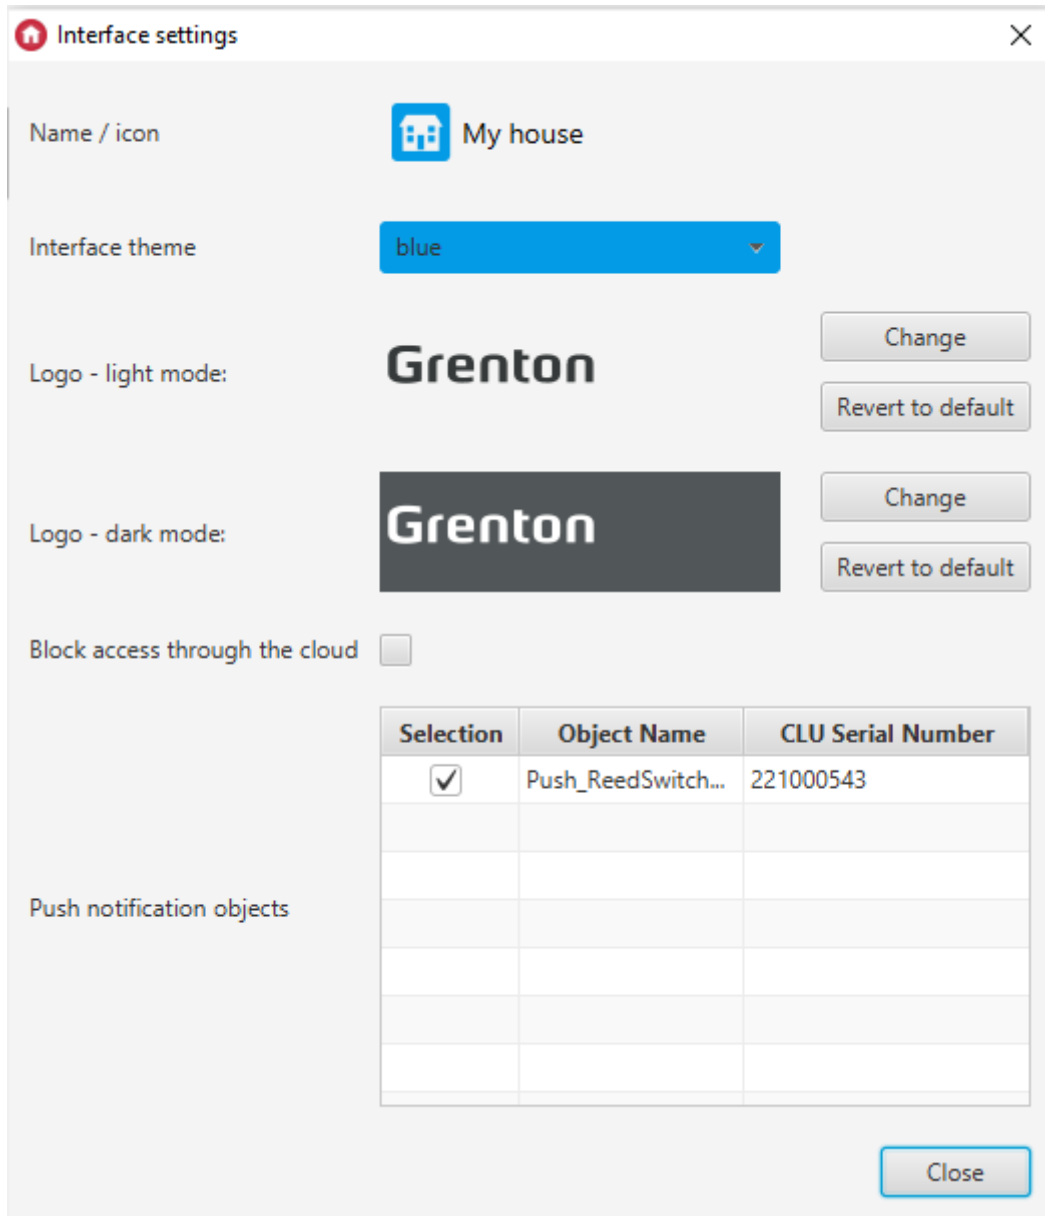 Interface settings
Name / icon
My house
Interface theme
blue
Logo - light mode:
Grenton
Change
Revert to default
Logo - dark mode:
Grenton
Change
Revert to default
Block access through the cloud
Push notification objects
Selection Object Name CLU Serial Number
Push_ReedSwitch... 221000543
Close